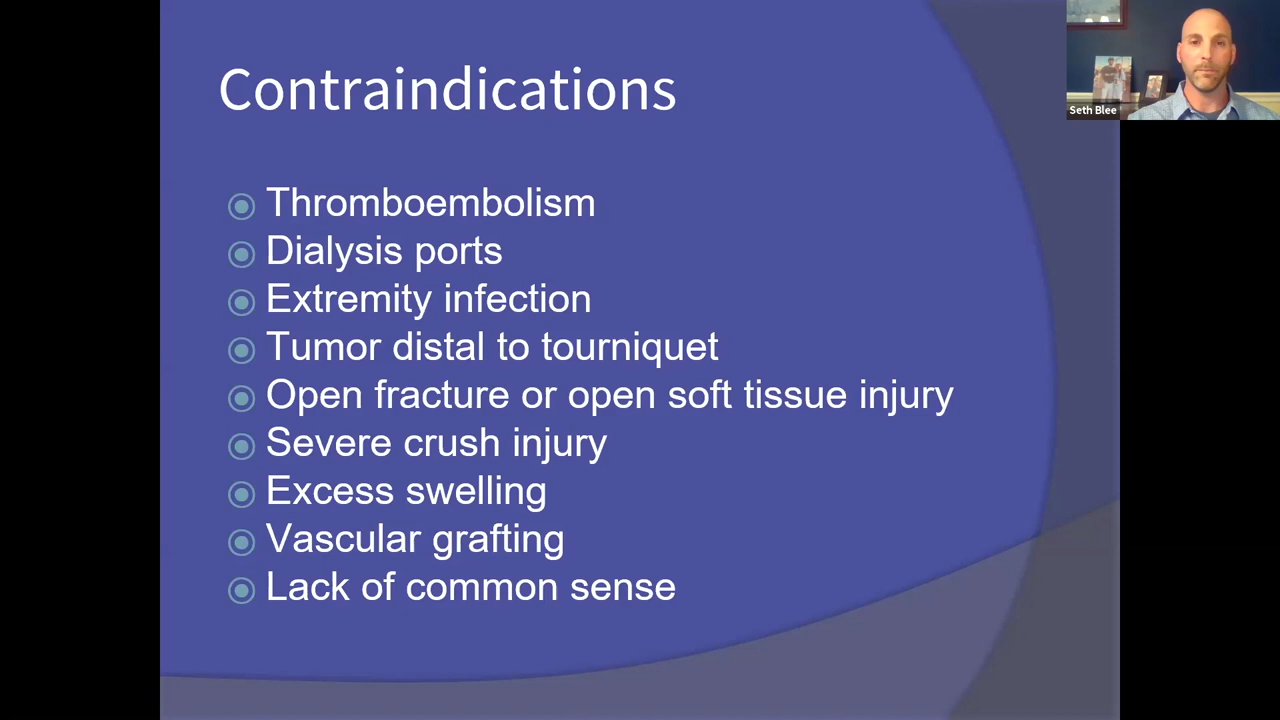 Contraindications
Seth Blee
Thromboembolism
Dialysis ports
Extremity infection
Tumor distal to tourniquet
Open fracture or open soft tissue injury
Severe crush injury
Excess swelling
Vascular grafting
Lack of common sense